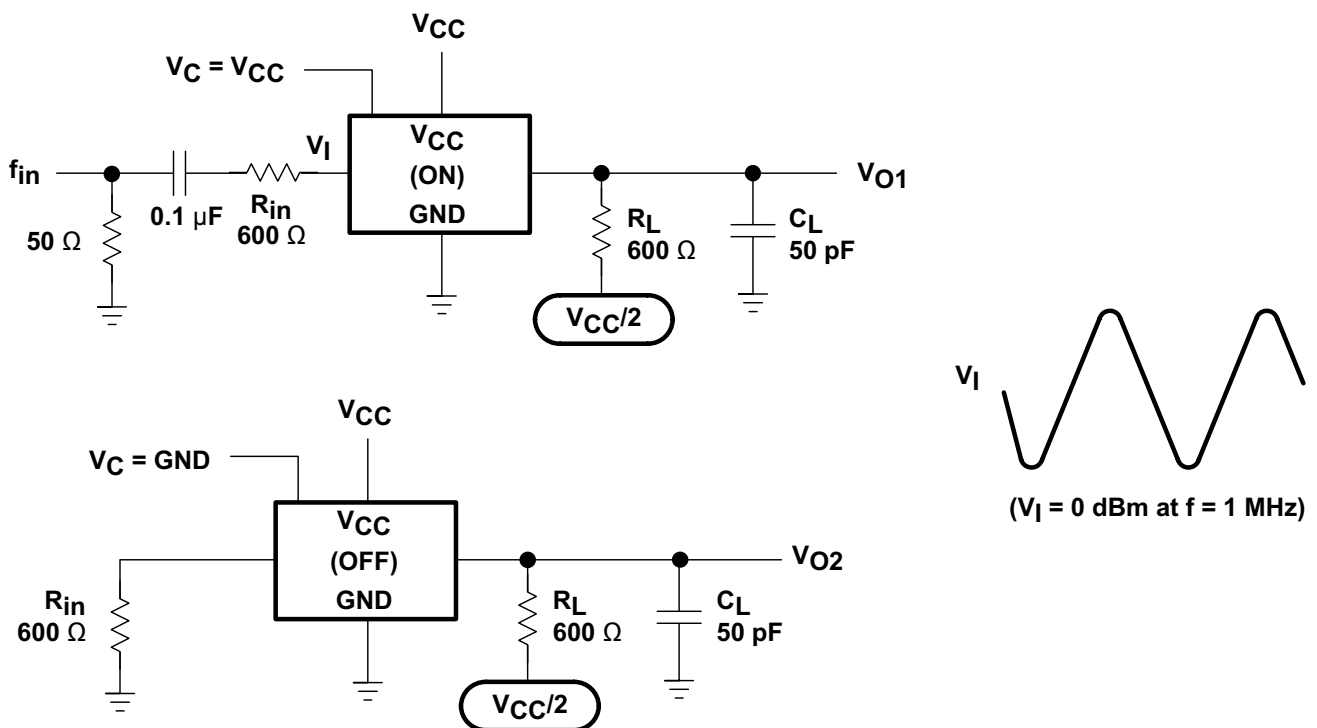 VCC
VC = VCC
VI
VCC
(ON)
GND
fin
50 Ω
0.1 μF
Rin
600 Ω
RL
600 Ω
CL
50 pF
VO1
VCC/2
VCC
VC = GND
VCC
(OFF)
GND
Rin
600 Ω
RL
600 Ω
CL
50 pF
VO2
VCC/2
VI
(VI = 0 dBm at f = 1 MHz)